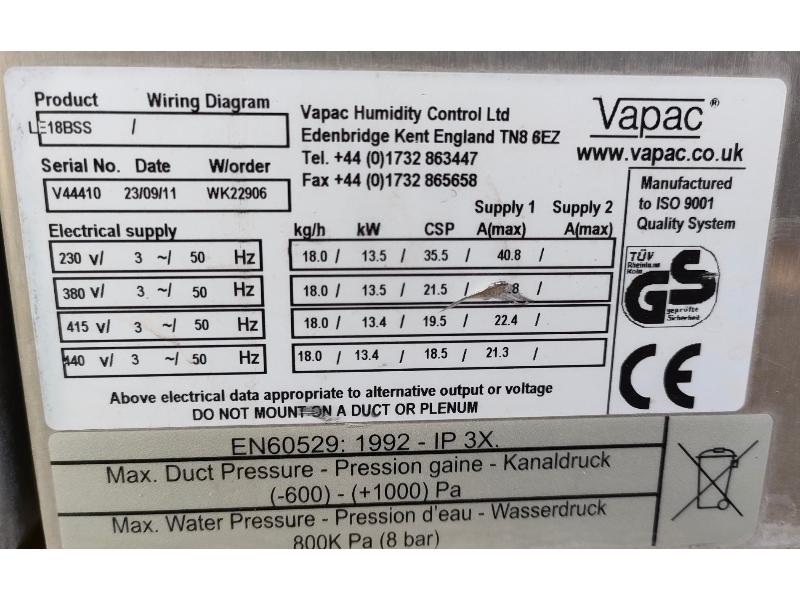 Product Wiring Diagram
LE18BSS /
Serial No. Date W/order
V44410 23/09/11 WK22906
Vapac Humidity Control Ltd
Edenbridge Kent England TN8 6EZ
Tel. +44 (0)1732 863447
Fax +44 (0)1732 865658
Vapac®
www.vapac.co.uk
Electrical supply
230 v/ 3 ~/ 50 Hz
380 v/ 3 ~/ 50 Hz
415 v/ 3 ~/ 50 Hz
440 v/ 3 ~/ 50 Hz
Supply 1 Supply 2
kg/h kW CSP A(max) A(max)
18.0 / 13.5 / 35.5 / 40.8 /
18.0 / 13.5 / 21.5 / /
18.0 / 13.4 / 19.5 / 22.4 /
18.0 / 13.4 / 18.5 / 21.3 /
Manufactured
to ISO 9001
Quality System
TÜV
Rheinland
Köln
GS
geprüfte
Sicherheit
CE
Above electrical data appropriate to alternative output or voltage
DO NOT MOUNT ON A DUCT OR PLENUM
EN60529: 1992 - IP 3X.
Max. Duct Pressure - Pression gaine - Kanaldruck
(-600) - (+1000) Pa
Max. Water Pressure - Pression d'eau - Wasserdruck
800K Pa (8 bar)